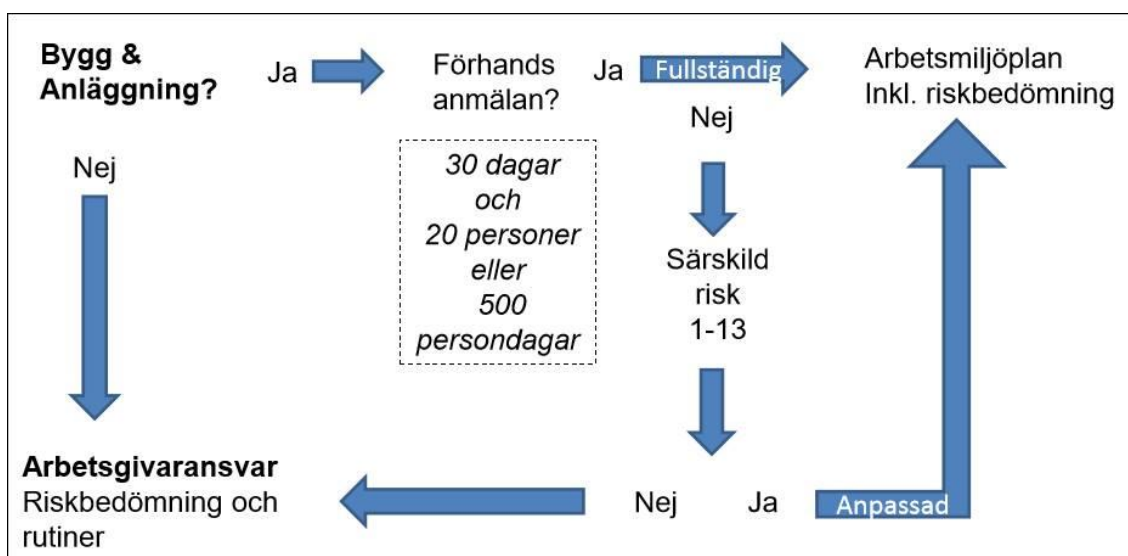 Bygg &
Anläggning?
Ja
Förhands
anmälan?
Ja
Fullständig
Arbetsmiljöplan
Inkl. riskbedömning
Nej
Nej
30 dagar
och
20 personer
eller
500
persondagar
Särskild
risk
1-13
Arbetsgivaransvar
Riskbedömning och
rutiner
Nej
Ja
Anpassad